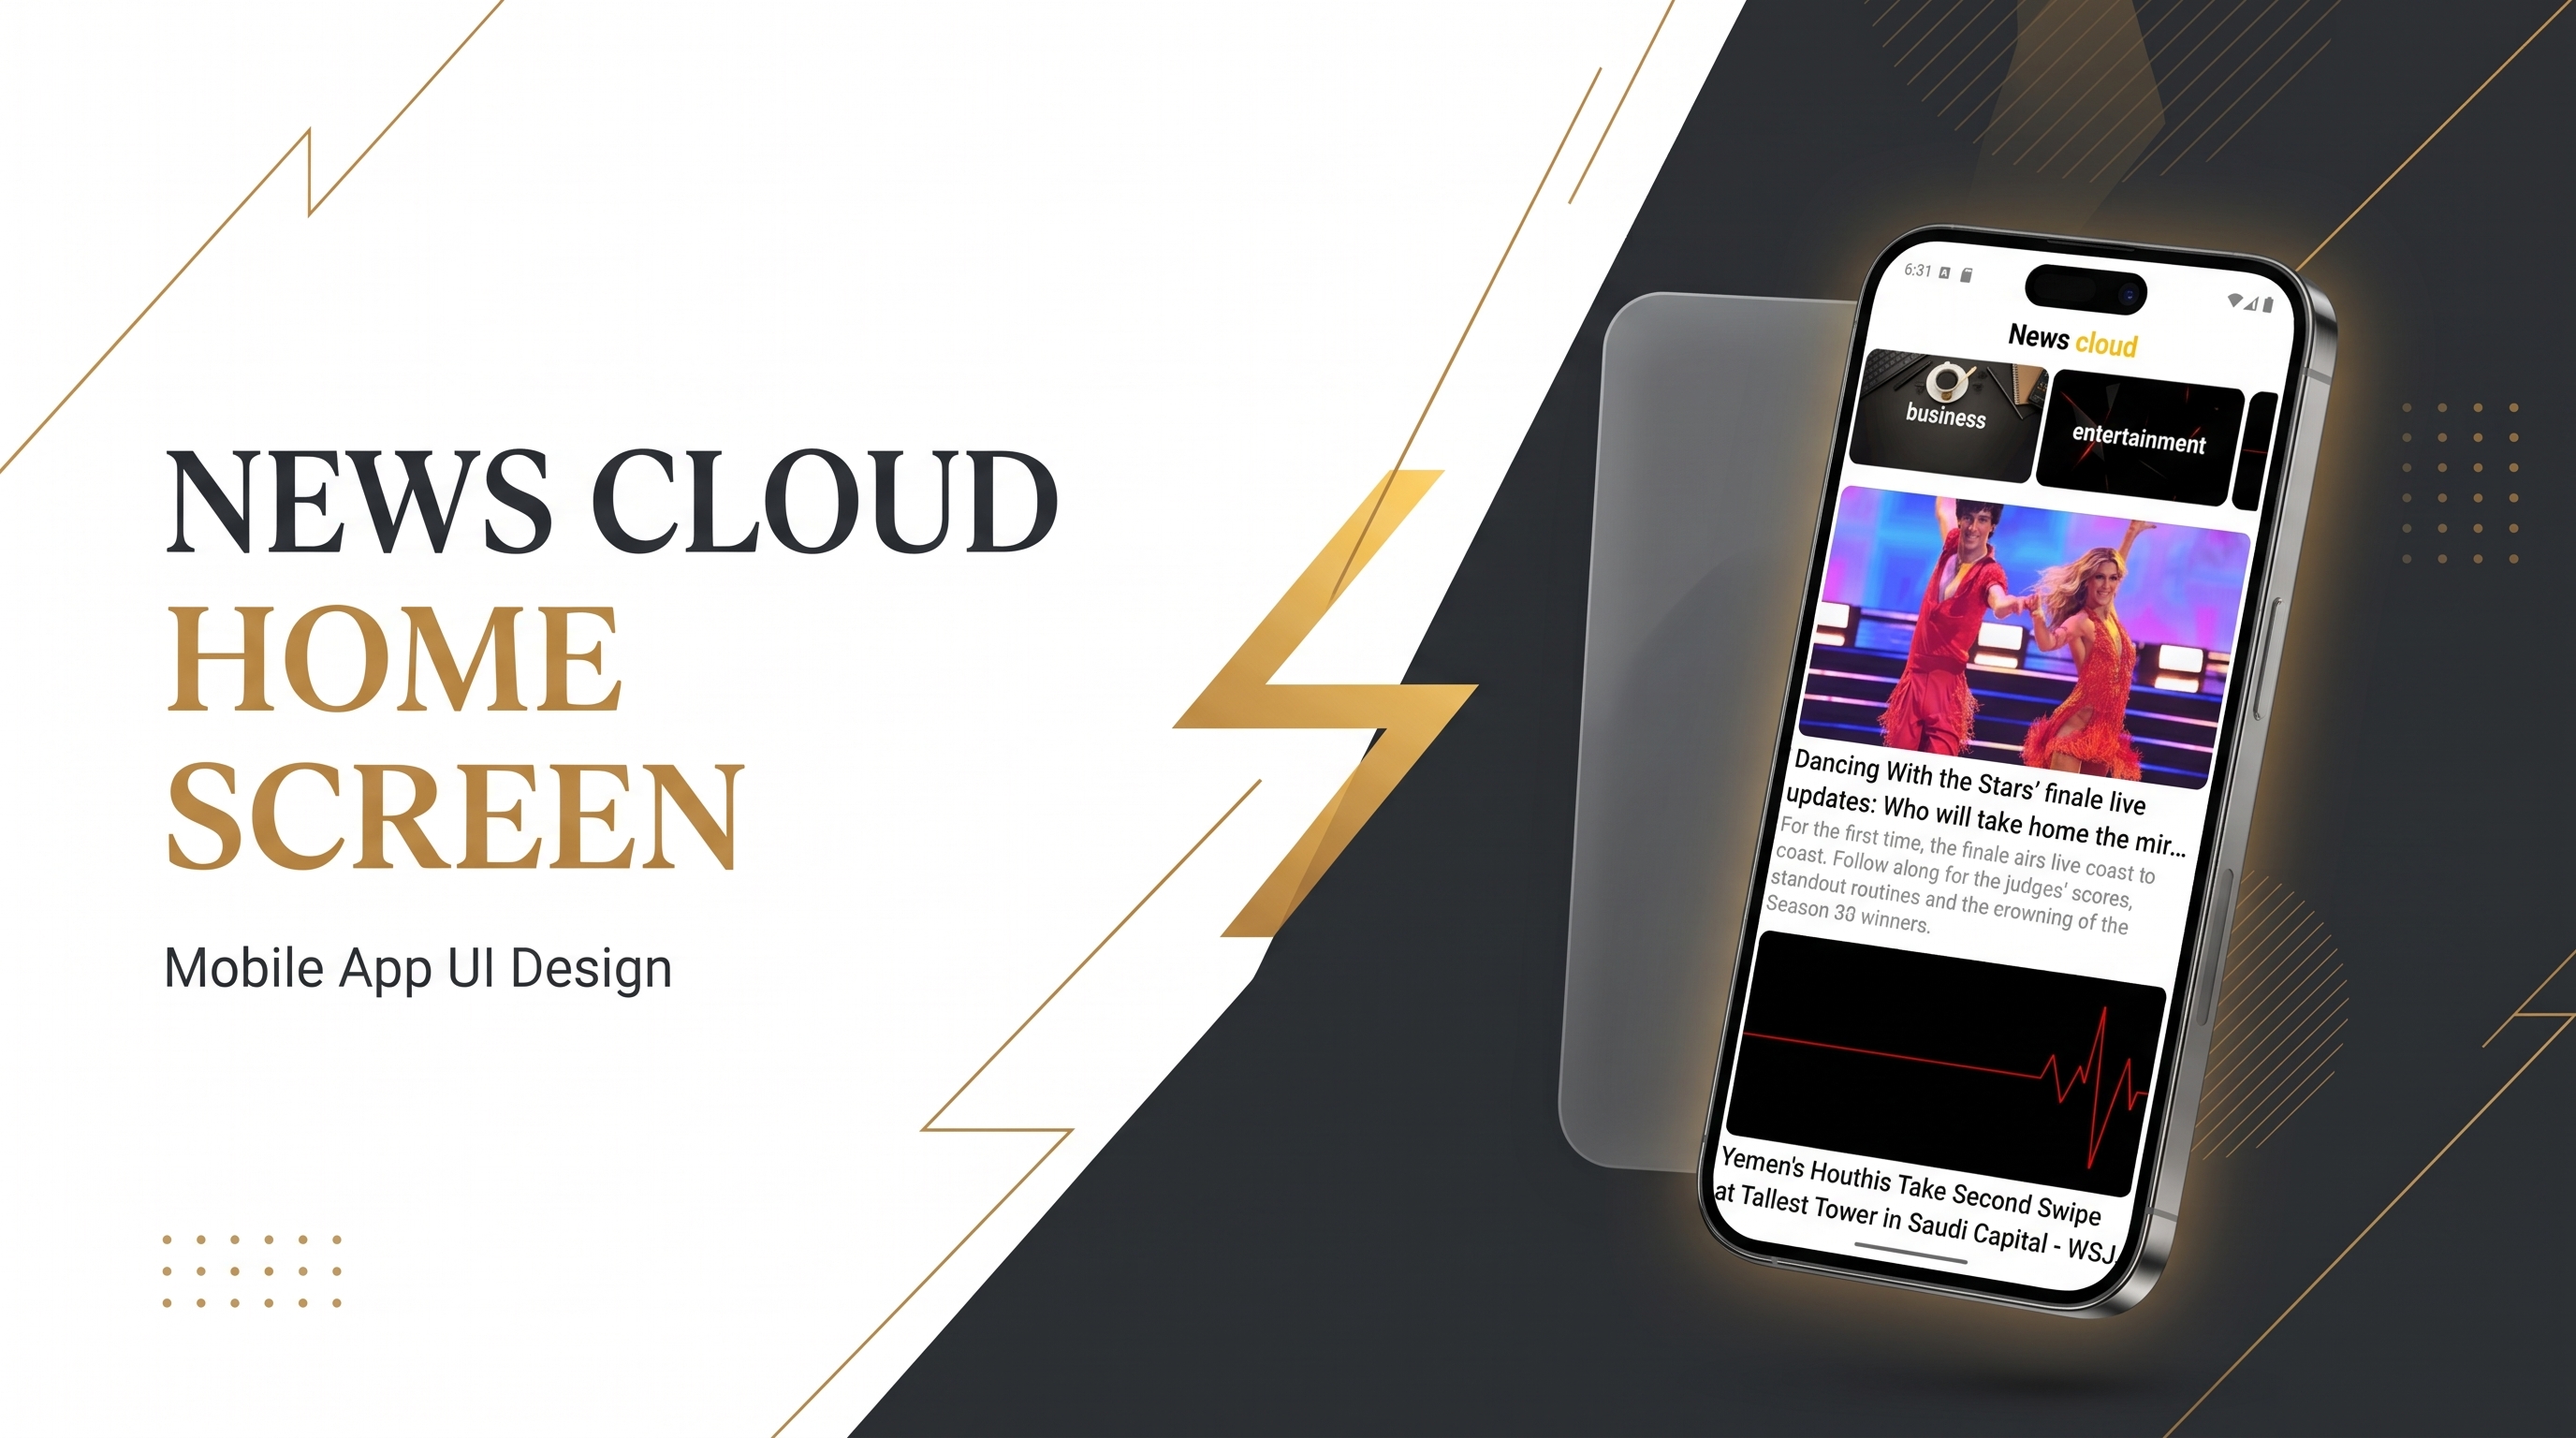 NEWS CLOUD
HOME
SCREEN
Mobile App UI Design
6:31
News cloud
business
entertainment
Dancing With the Stars’ finale live
updates: Who will take home the mir...
For the first time, the finale airs live coast to
coast. Follow along for the judges' scores,
standout routines and the erowning of the
Season 38 winners.
Yemen's Houthis Take Second Swipe
at Tallest Tower in Saudi Capital - WSJ.